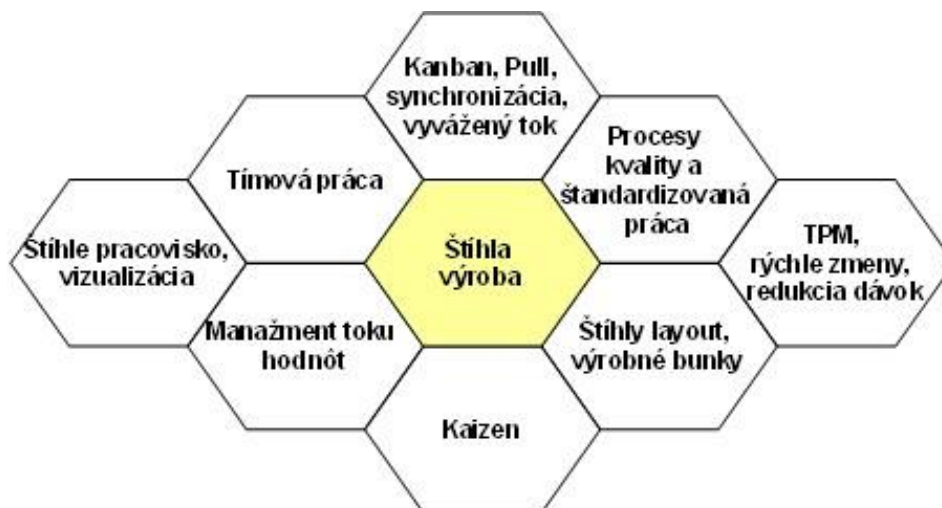 Kanban, Pull,
synchronizácia,
vyvážený tok
Tímová práca
Procesy
kvality a
štandardizovaná
práca
Štíhle pracovisko,
vizualizácia
Štíhla
výroba
TPM,
rýchle zmeny,
redukcia dávok
Manažment toku
hodnôt
Štíhly layout,
výrobné bunky
Kaizen